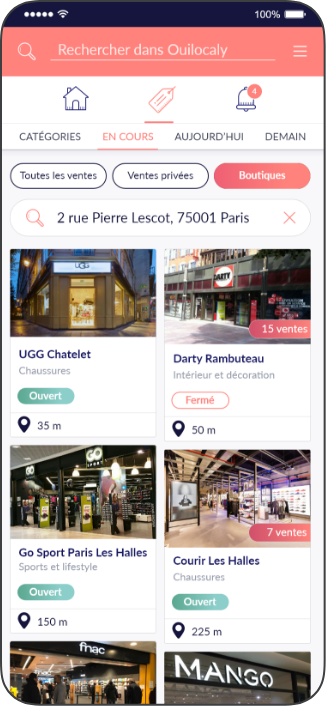 100%
Rechercher dans Ouilocaly
4
CATÉGORIES EN COURS AUJOURD'HUI DEMAIN
Toutes les ventes Ventes privées Boutiques
2 rue Pierre Lescot, 75001 Paris
UGG
DARTY
15 ventes
UGG Chatelet
Chaussures
Ouvert
35 m
Darty Rambuteau
Intérieur et décoration
Fermé
50 m
GO
SPORT
GO
7 ventes
Go Sport Paris Les Halles
Sports et lifestyle
Ouvert
150 m
Courir Les Halles
Chaussures
Ouvert
225 m
fnac
MANGO